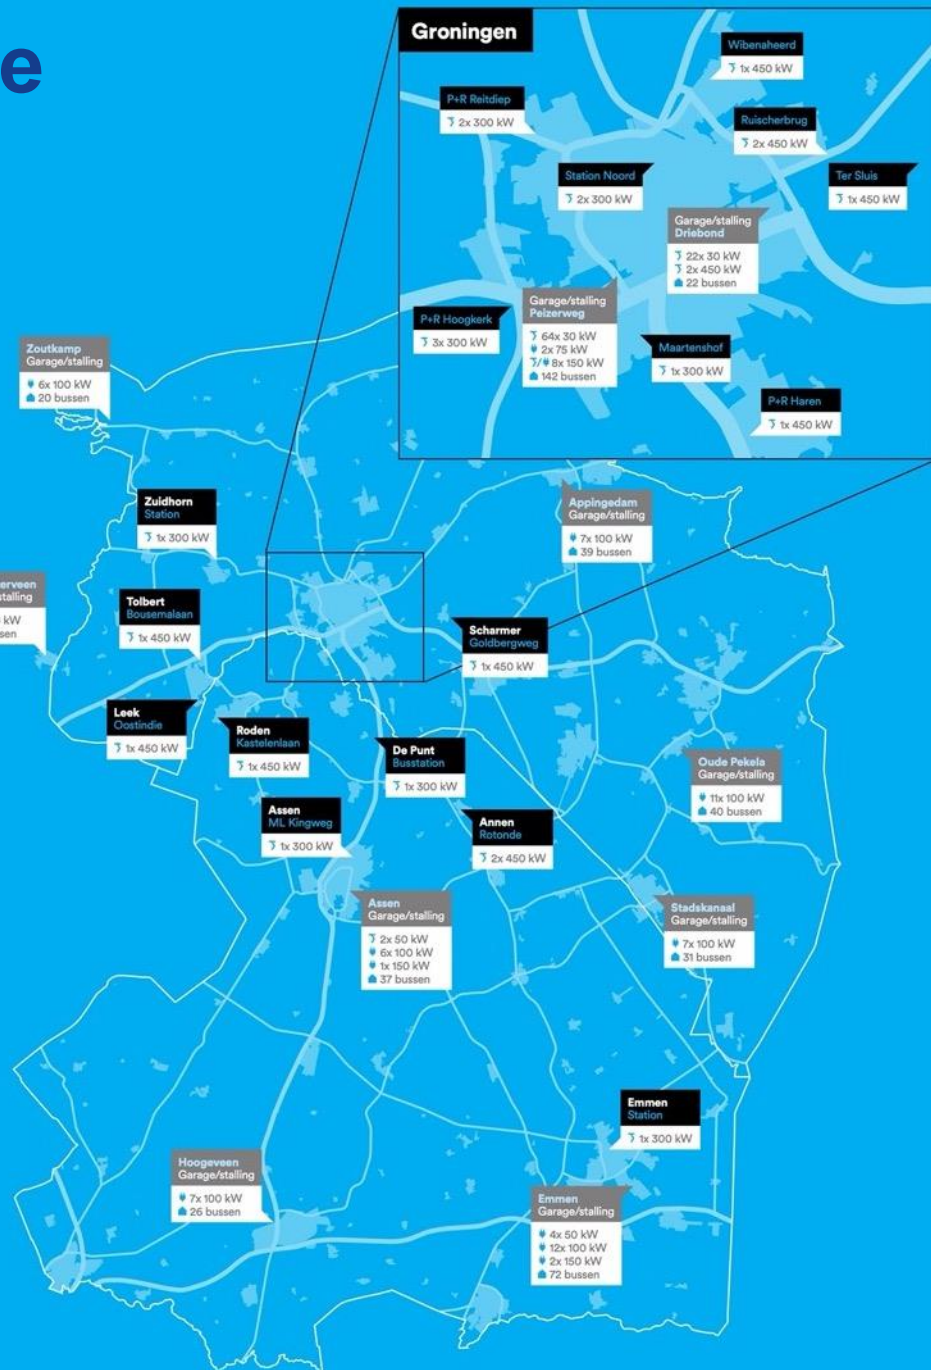 e
Groningen
Wibenaheerd
1x 450 kW
P+R Reitdiep
2x 300 kW
Ruischerbrug
2x 450 kW
Station Noord
2x 300 kW
Ter Sluis
1x 450 kW
Garage/stalling
Driebond
22x 30 kW
2x 450 kW
22 bussen
Garage/stalling
Peizerweg
64x 30 kW
2x 75 kW
/ 8x 150 kW
142 bussen
P+R Hoogkerk
3x 300 kW
Maartenshof
1x 300 kW
P+R Haren
1x 450 kW
Zoutkamp
Garage/stalling
6x 100 kW
20 bussen
Zuidhorn
Station
1x 300 kW
Appingedam
Garage/stalling
7x 100 kW
39 bussen
erveen
stalling
kW
sen
Tolbert
Bousemalaan
1x 450 kW
Scharmer
Goldbergweg
1x 450 kW
Leek
Oostindie
1x 450 kW
Roden
Kastelenlaan
1x 450 kW
De Punt
Busstation
1x 300 kW
Oude Pekela
Garage/stalling
11x 100 kW
40 bussen
Assen
ML Kingweg
1x 300 kW
Annen
Rotonde
2x 450 kW
Assen
Garage/stalling
2x 50 kW
6x 100 kW
1x 150 kW
37 bussen
Stadskanaal
Garage/stalling
7x 100 kW
31 bussen
Emmen
Station
1x 300 kW
Hoogeveen
Garage/stalling
7x 100 kW
26 bussen
Emmen
Garage/stalling
4x 50 kW
12x 100 kW
2x 150 kW
72 bussen